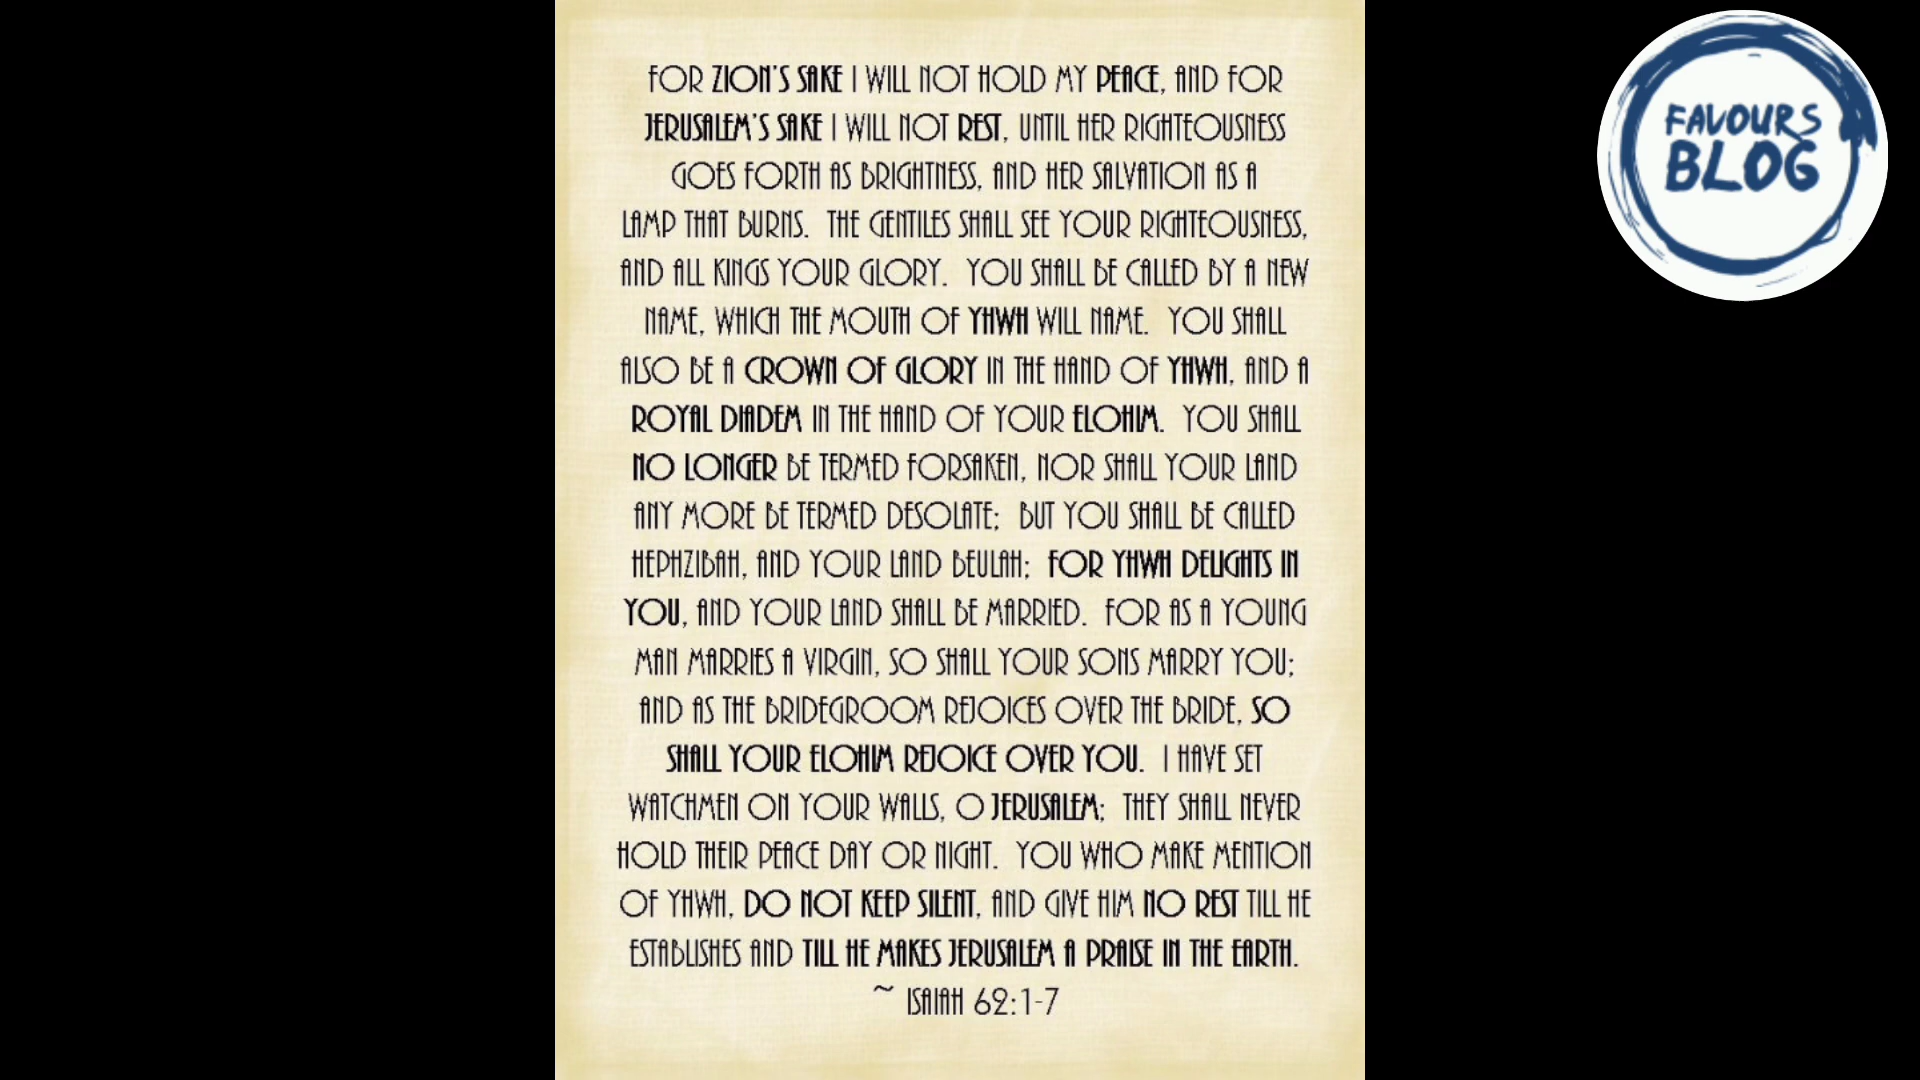 FOR ZION'S SAKE I WILL NOT HOLD MY PEACE, AND FOR
JERUSALEM'S SAKE I WILL NOT REST, UNTIL HER RIGHTEOUSNESS
GOES FORTH AS BRIGHTNESS, AND HER SALVATION AS A
LAMP THAT BURNS. THE GENTILES SHALL SEE YOUR RIGHTEOUSNESS,
AND ALL KINGS YOUR GLORY. YOU SHALL BE CALLED BY A NEW
NAME, WHICH THE MOUTH OF YHWH WILL NAME. YOU SHALL
ALSO BE A CROWN OF GLORY IN THE HAND OF YHWH, AND A
ROYAL DIADEM IN THE HAND OF YOUR ELOHIM. YOU SHALL
NO LONGER BE TERMED FORSAKEN, NOR SHALL YOUR LAND
ANY MORE BE TERMED DESOLATE; BUT YOU SHALL BE CALLED
HEPHZIBAH, AND YOUR LAND BEULAH; FOR YHWH DELIGHTS IN
YOU, AND YOUR LAND SHALL BE MARRIED. FOR AS A YOUNG
MAN MARRIES A VIRGIN, SO SHALL YOUR SONS MARRY YOU;
AND AS THE BRIDEGROOM REJOICES OVER THE BRIDE, SO
SHALL YOUR ELOHIM REJOICE OVER YOU. I HAVE SET
WATCHMEN ON YOUR WALLS, O JERUSALEM; THEY SHALL NEVER
HOLD THEIR PEACE DAY OR NIGHT. YOU WHO MAKE MENTION
OF YHWH, DO NOT KEEP SILENT, AND GIVE HIM NO REST TILL HE
ESTABLISHES AND TILL HE MAKES JERUSALEM A PRAISE IN THE EARTH.
~ ISAIAH 62:1-7
FAVOURS
BLOG